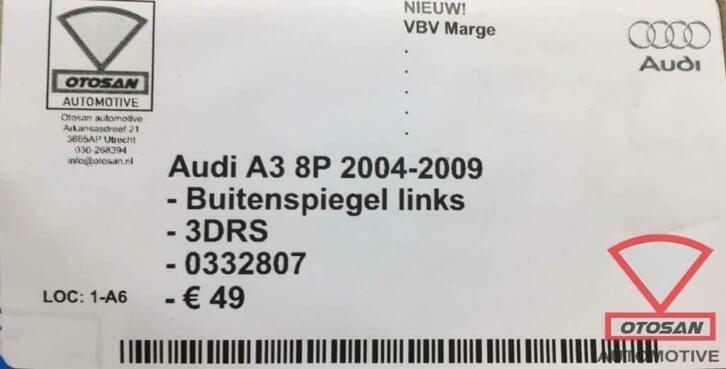 OTOSAN
AUTOMOTIVE
Otosan automotive
Arkansasdreef 21
3565AP Utrecht
030-268394
info@otosan.nl
NIEUW!
VBV Marge
Audi
Audi A3 8P 2004-2009
- Buitenspiegel links
- 3DRS
- 0332807
- € 49
LOC: 1-A6
OTOSAN
AUTOMOTIVE